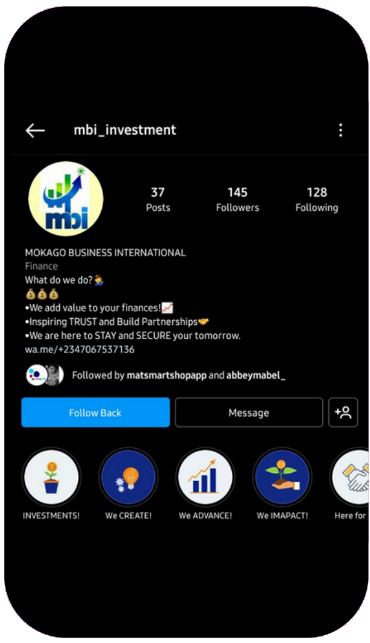 mbi_investment
mbi
37
145
128
Posts
Followers
Following
MOKAGO BUSINESS INTERNATIONAL
Finance
What do we do?🤷
💰💰💰
•We add value to your finances!📈
•Inspiring TRUST and Build Partnerships🤝
•We are here to STAY and SECURE your tomorrow.
wa.me/+2347067537136
Followed by matsmartshopapp and abbeymabel_
Follow Back
Message
INVESTMENTS!
We CREATE!
We ADVANCE!
We IMAPACT!
Here for